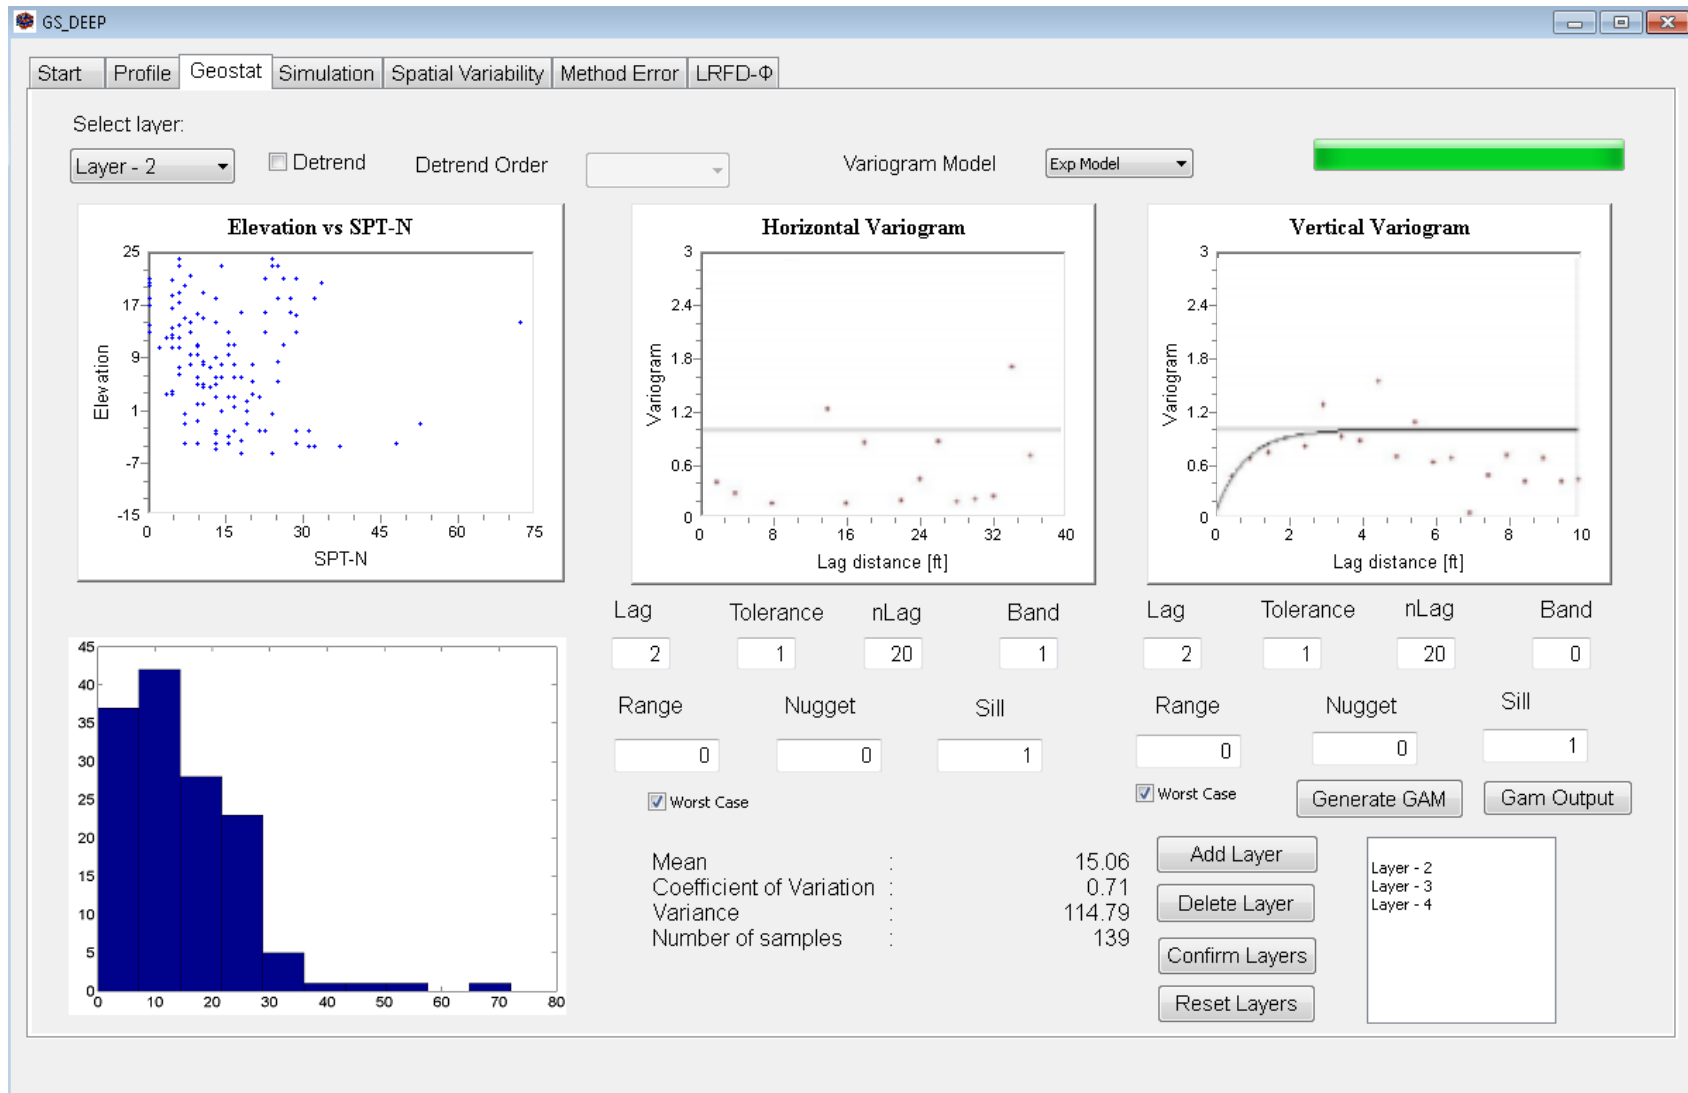 GS_DEEP
Start Profile Geostat Simulation Spatial Variability Method Error LRFD-Φ
Select layer:
Layer - 2 Detrend Detrend Order Variogram Model Exp Model
Elevation vs SPT-N
25
17
9
1
-7
-15
Elevation
0 15 30 45 60 75
SPT-N
Horizontal Variogram
3
2.4
1.8
1.2
0.6
0
Variogram
0 8 16 24 32 40
Lag distance [ft]
Vertical Variogram
3
2.4
1.8
1.2
0.6
0
Variogram
0 2 4 6 8 10
Lag distance [ft]
45
40
35
30
25
20
15
10
5
0
0 10 20 30 40 50 60 70 80
Lag Tolerance nLag Band
2 1 20 1
Range Nugget Sill
0 0 1
Worst Case
Lag Tolerance nLag Band
2 1 20 0
Range Nugget Sill
0 0 1
Worst Case Generate GAM Gam Output
Mean : 15.06
Coefficient of Variation : 0.71
Variance : 114.79
Number of samples : 139
Add Layer
Delete Layer
Confirm Layers
Reset Layers
Layer - 2
Layer - 3
Layer - 4